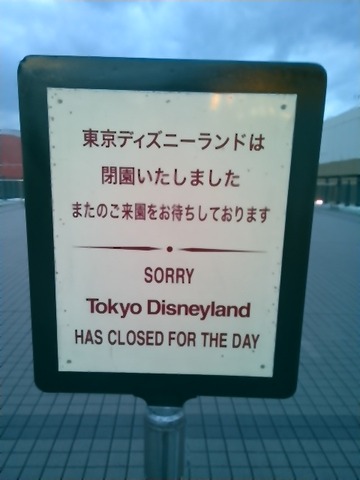 東京ディズニーランドは
閉園いたしました
またのご来園をお待ちしております
SORRY
Tokyo Disneyland
HAS CLOSED FOR THE DAY